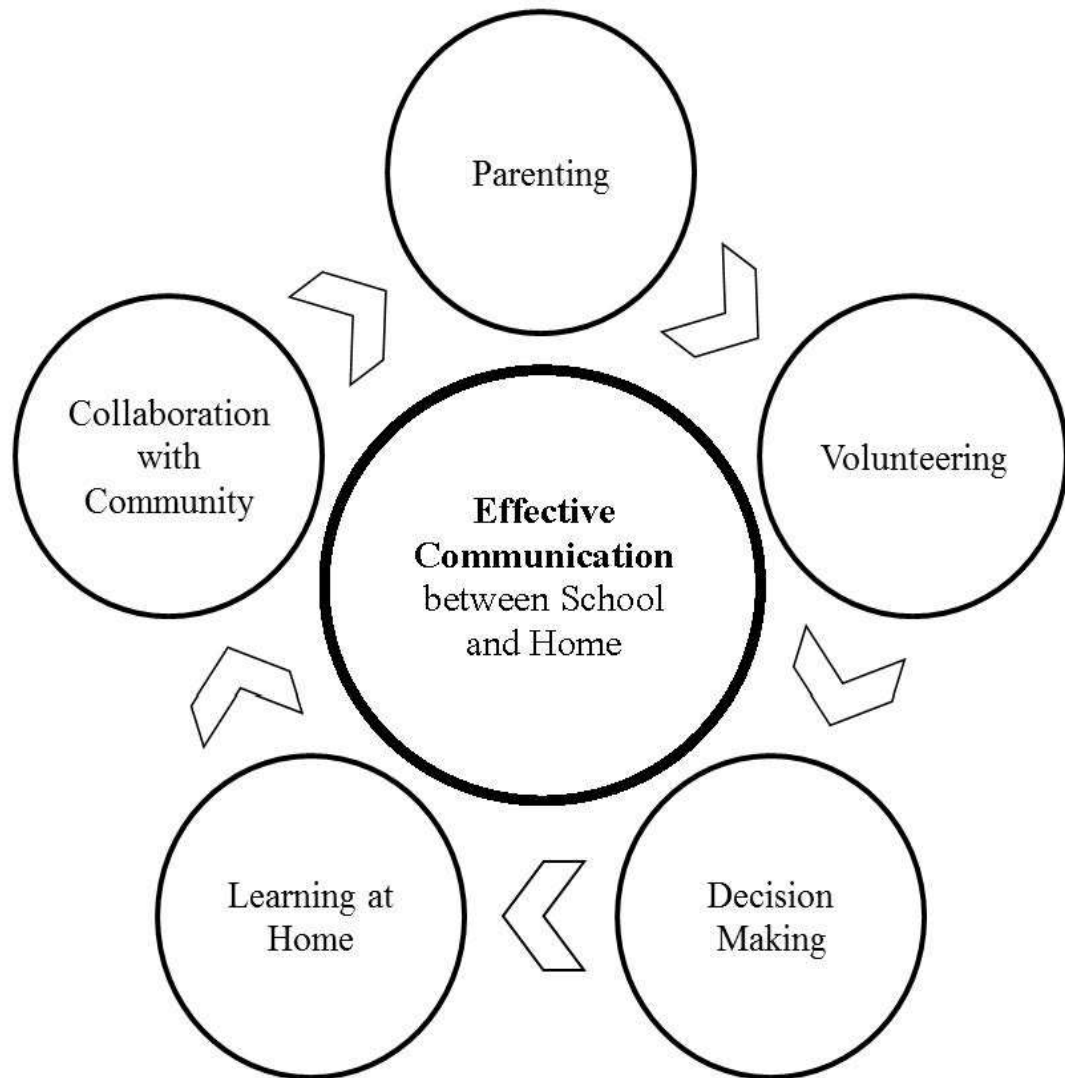 Parenting
Volunteering
Decision
Making
Learning at
Home
Collaboration
with
Community
Effective
Communication
between School
and Home